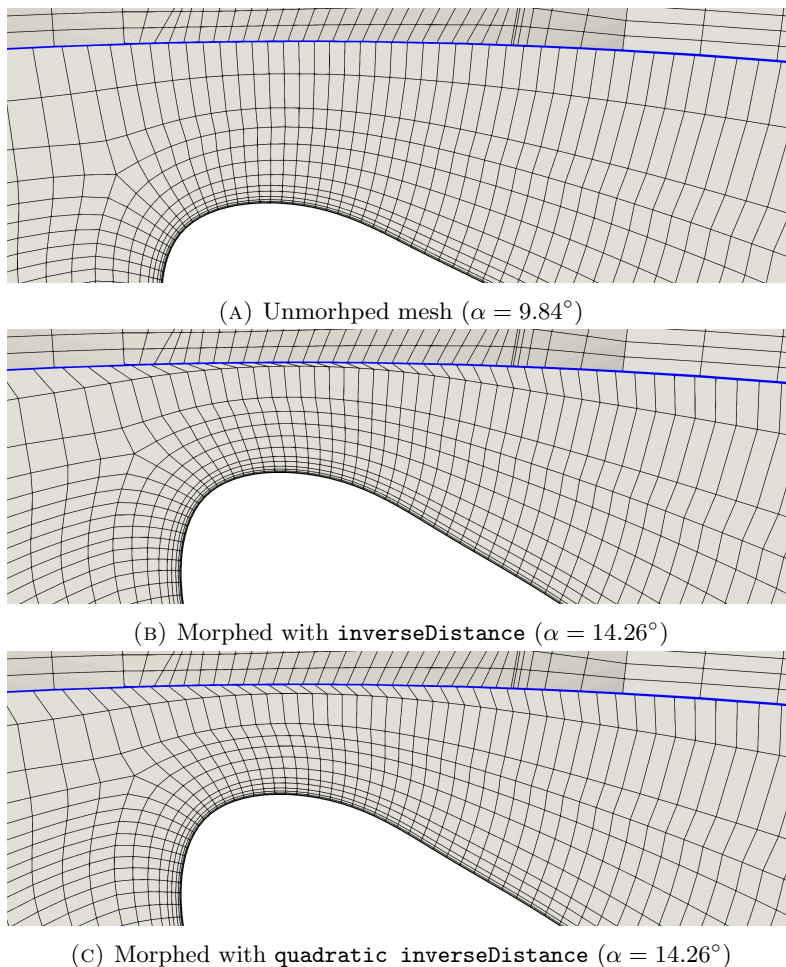 (A) Unmorhped mesh (α = 9.84°)
(B) Morphed with inverseDistance (α = 14.26°)
(C) Morphed with quadratic inverseDistance (α = 14.26°)